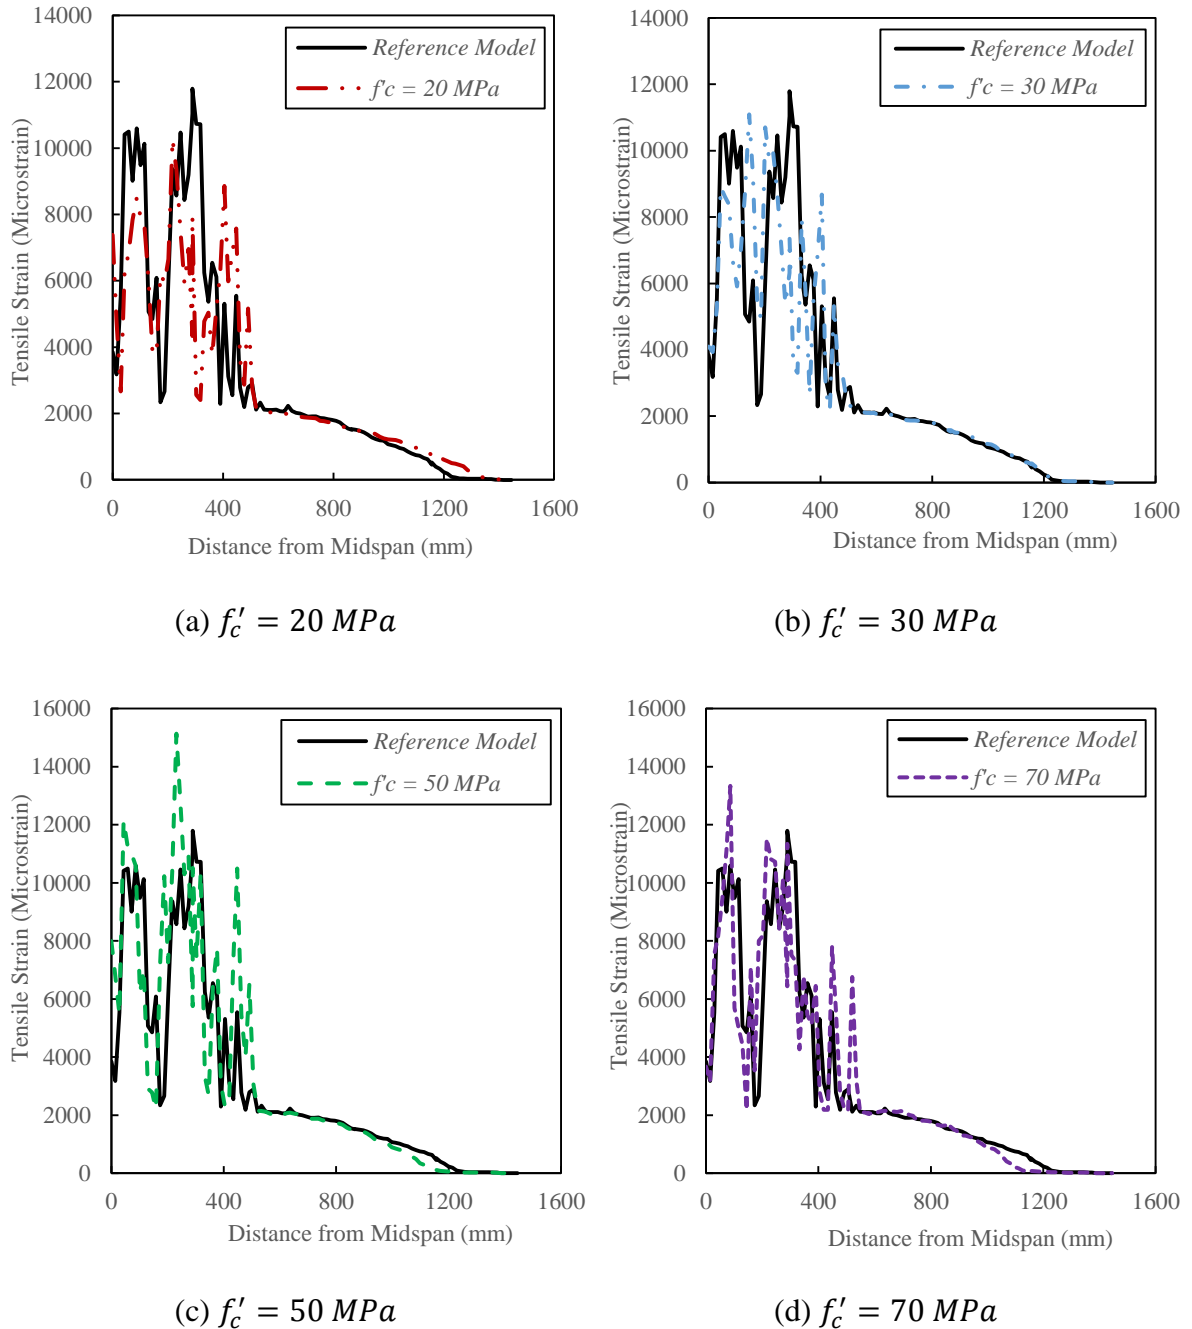 14000
12000
10000
8000
6000
4000
2000
0
0
400
800
1200
1600
Tensile Strain (Microstrain)
Distance from Midspan (mm)
Reference Model
f'c = 20 MPa
(a) f′c = 20 MPa
14000
12000
10000
8000
6000
4000
2000
0
0
400
800
1200
1600
Tensile Strain (Microstrain)
Distance from Midspan (mm)
Reference Model
f'c = 30 MPa
(b) f′c = 30 MPa
16000
14000
12000
10000
8000
6000
4000
2000
0
0
400
800
1200
1600
Tensile Strain (Microstrain)
Distance from Midspan (mm)
Reference Model
f'c = 50 MPa
(c) f′c = 50 MPa
16000
14000
12000
10000
8000
6000
4000
2000
0
0
400
800
1200
1600
Tensile Strain (Microstrain)
Distance from Midspan (mm)
Reference Model
f'c = 70 MPa
(d) f′c = 70 MPa